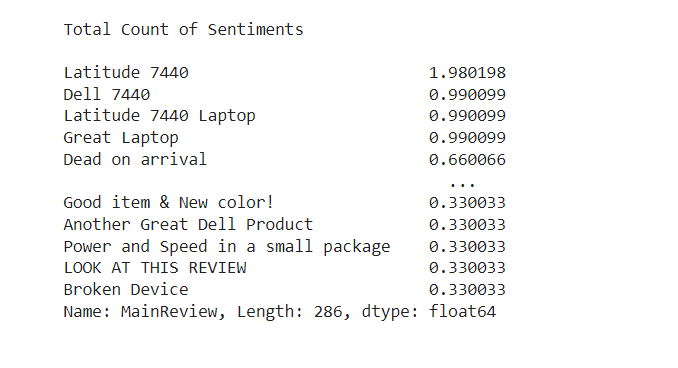 Total Count of Sentiments
Latitude 7440 1.980198
Dell 7440 0.990099
Latitude 7440 Laptop 0.990099
Great Laptop 0.990099
Dead on arrival 0.660066
...
Good item & New color! 0.330033
Another Great Dell Product 0.330033
Power and Speed in a small package 0.330033
LOOK AT THIS REVIEW 0.330033
Broken Device 0.330033
Name: MainReview, Length: 286, dtype: float64